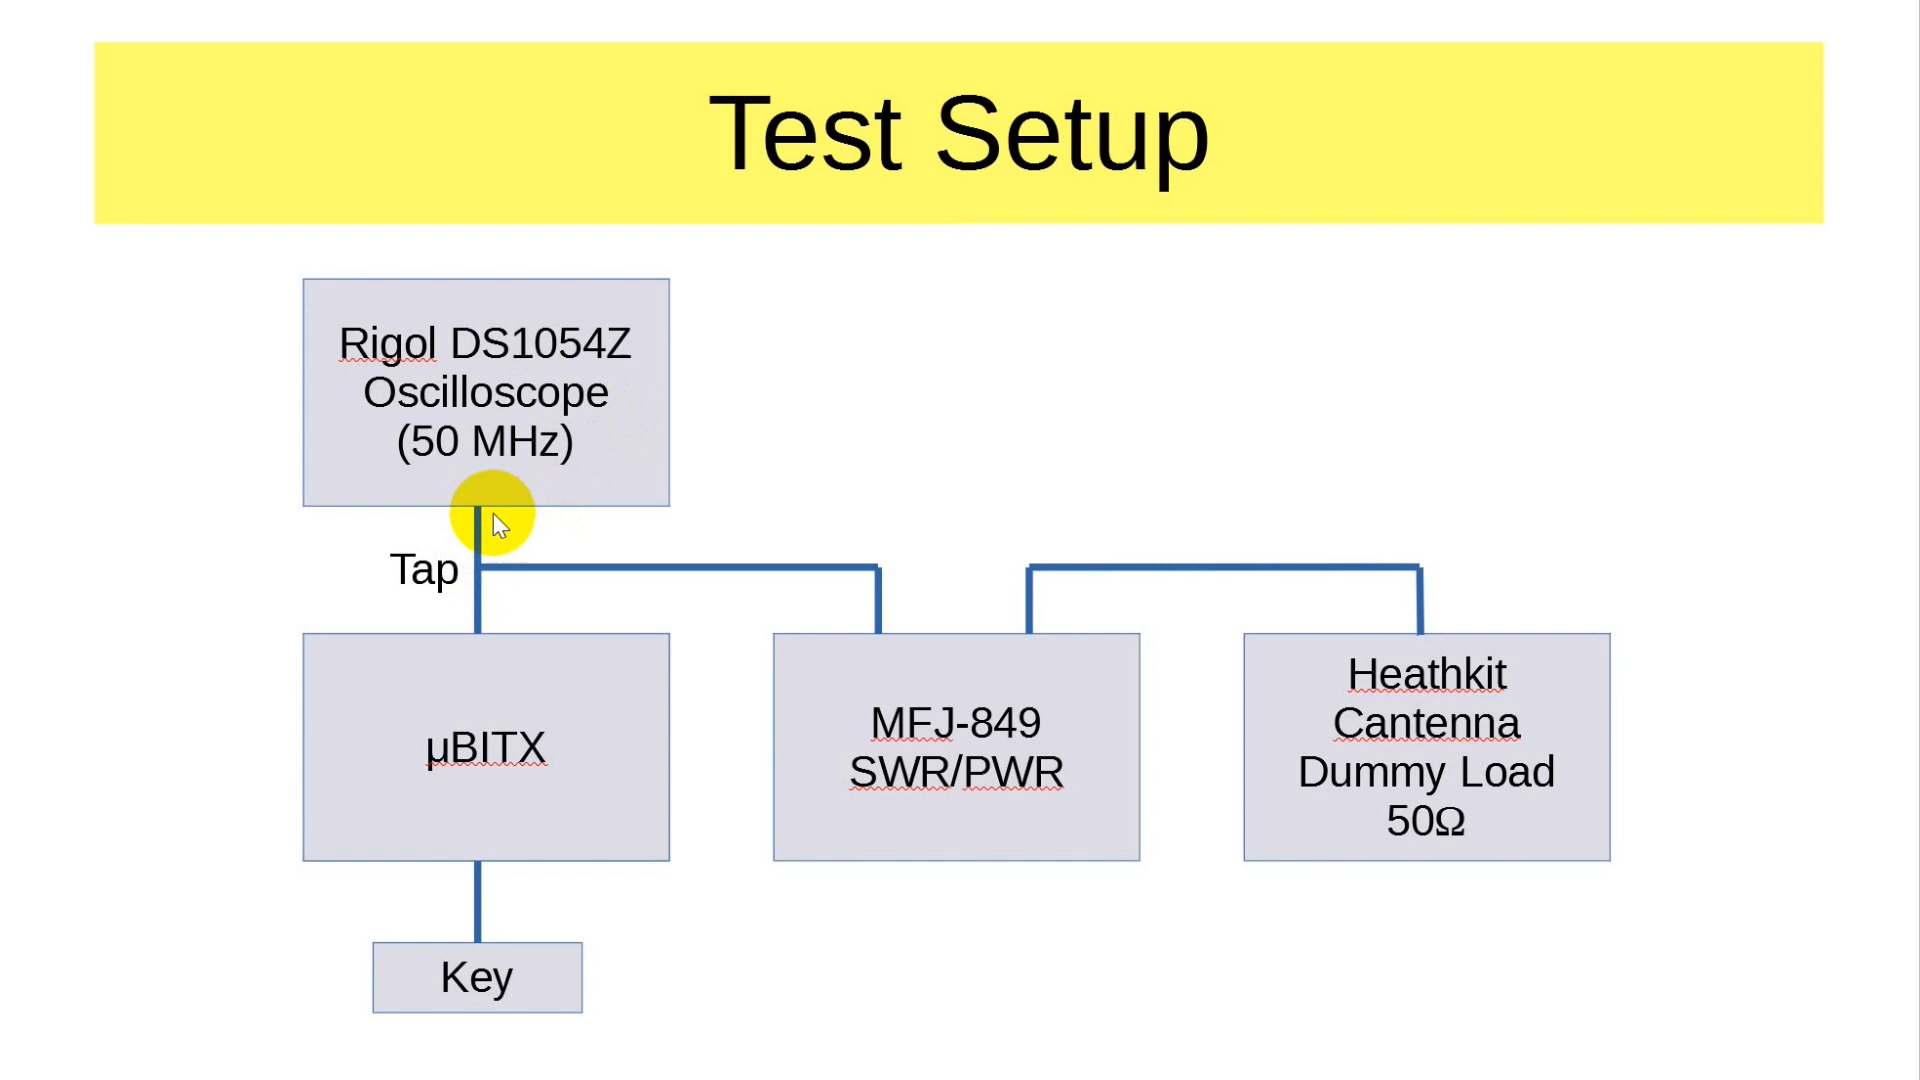 Test Setup
Rigol DS1054Z
Oscilloscope
(50 MHz)
Tap
µBITX
MFJ-849
SWR/PWR
Heathkit
Cantenna
Dummy Load
50Ω
Key